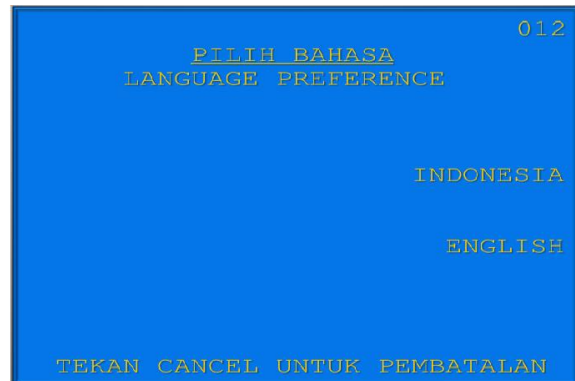 012
PILIH BAHASA
LANGUAGE PREFERENCE
INDONESIA
ENGLISH
TEKAN CANCEL UNTUK PEMBATALAN